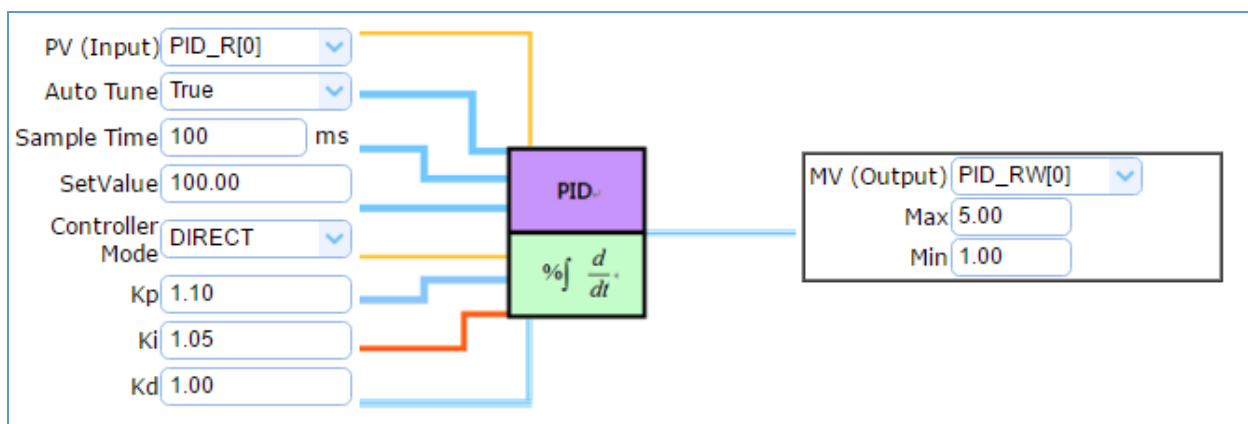 PV (Input) PID_R[0]
Auto Tune True
Sample Time 100 ms
SetValue 100.00
Controller
Mode DIRECT
Kp 1.10
Ki 1.05
Kd 1.00
PID
%∫ d/dt
MV (Output) PID_RW[0]
Max 5.00
Min 1.00